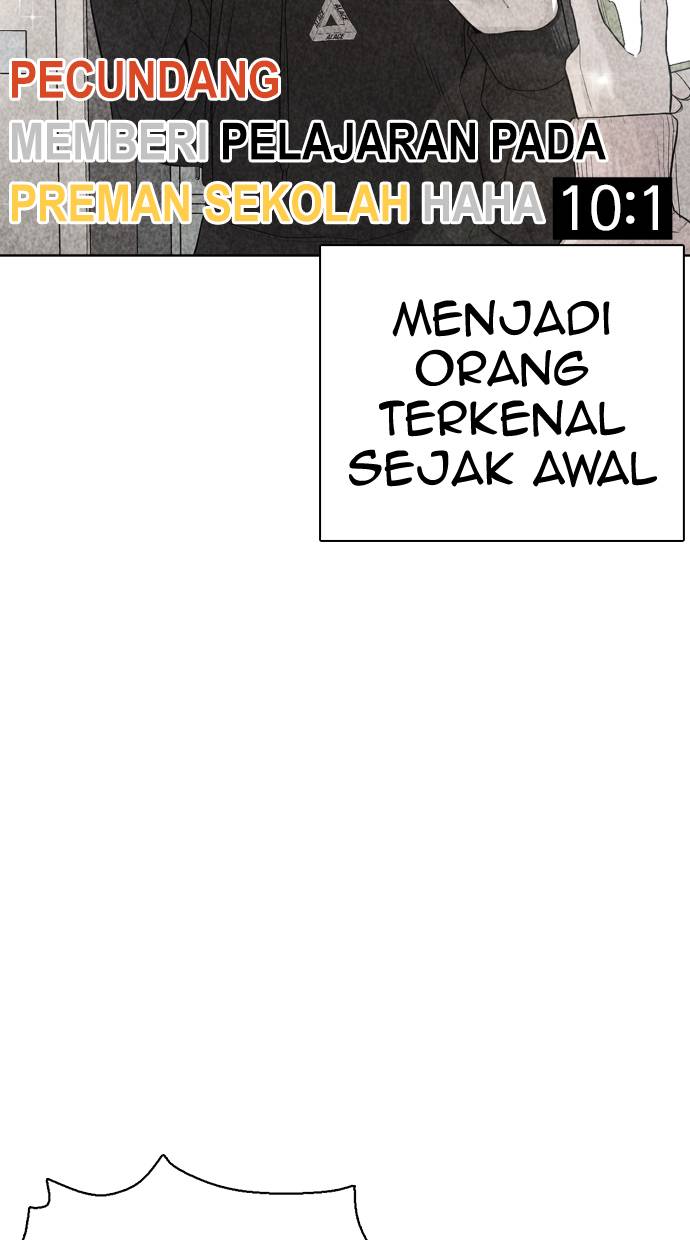 PECUNDANG
MEMBERI PELAJARAN PADA
PREMAN SEKOLAH HAHA 10:1
MENJADI
ORANG
TERKENAL
SEJAK AWAL